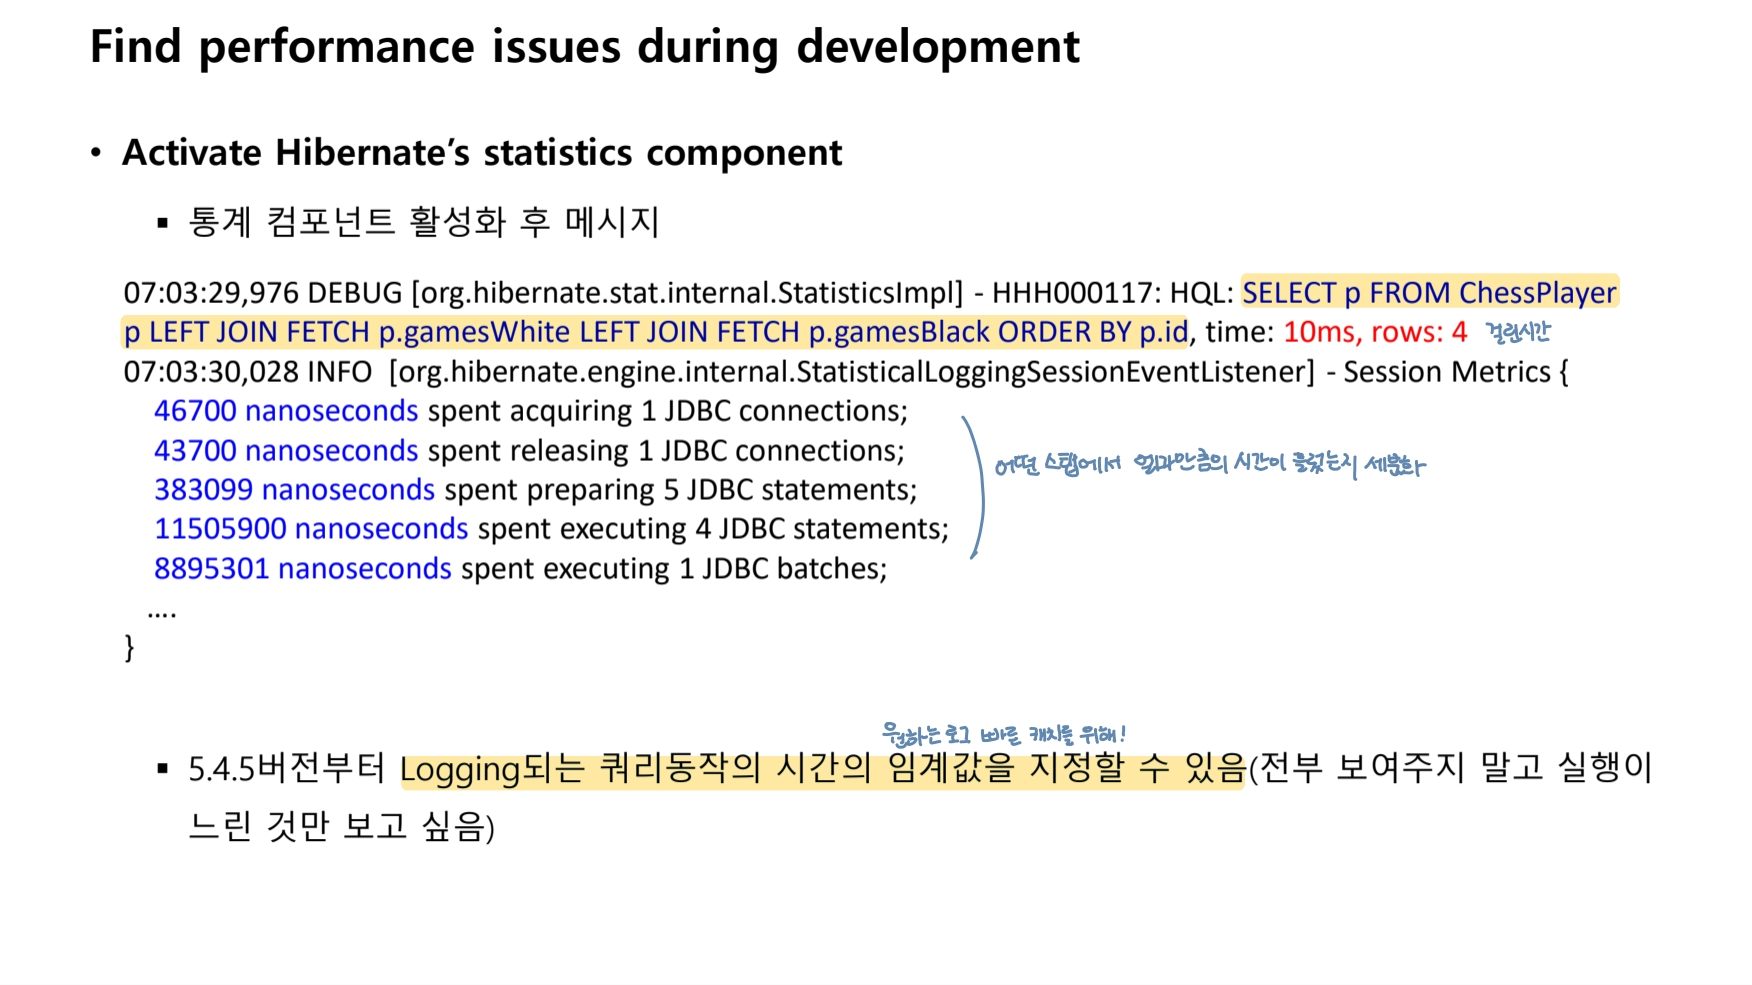 Find performance issues during development
• Activate Hibernate's statistics component
▪ 통계 컴포넌트 활성화 후 메시지
07:03:29,976 DEBUG [org.hibernate.stat.internal.StatisticsImpl] - HHH000117: HQL: SELECT p FROM ChessPlayer
p LEFT JOIN FETCH p.gamesWhite LEFT JOIN FETCH p.gamesBlack ORDER BY p.id, time: 10ms, rows: 4 걸린시간
07:03:30,028 INFO [org.hibernate.engine.internal.StatisticalLoggingSessionEventListener] - Session Metrics {
46700 nanoseconds spent acquiring 1 JDBC connections;
43700 nanoseconds spent releasing 1 JDBC connections;
어떤 스텝에서 얼마만큼의 시간이 흘렀는지 세분화
383099 nanoseconds spent preparing 5 JDBC statements;
11505900 nanoseconds spent executing 4 JDBC statements;
8895301 nanoseconds spent executing 1 JDBC batches;
....
}
원하는 로그 빠른 캐치를 위해!
▪ 5.4.5버전부터 Logging되는 쿼리동작의 시간의 임계값을 지정할 수 있음(전부 보여주지 말고 실행이
느린 것만 보고 싶음)